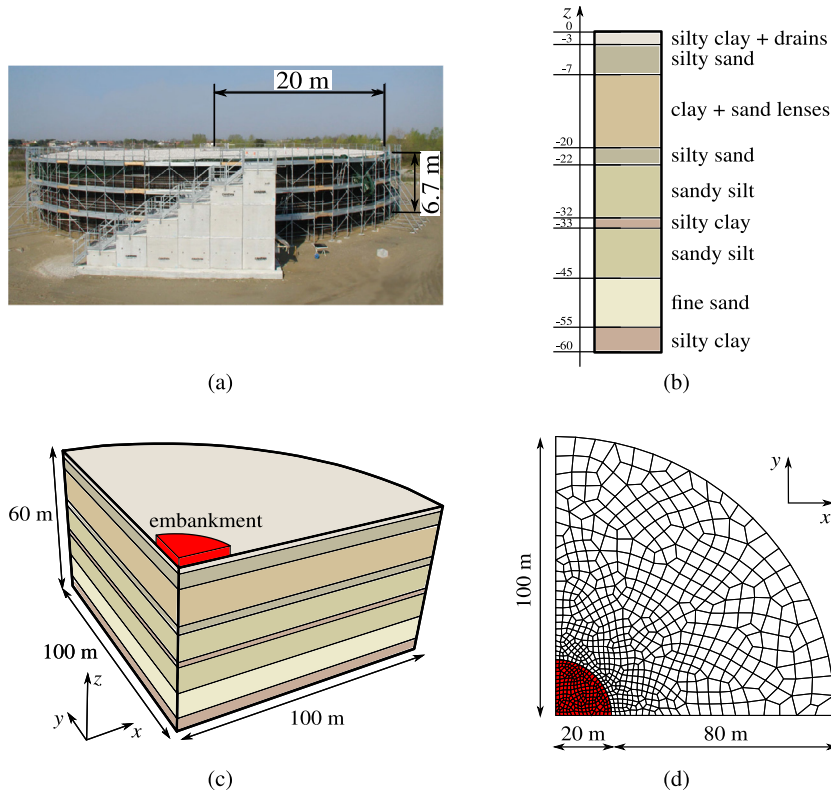 20 m
6.7 m
(a)
z
0
-3
-7
-20
-22
-32
-33
-45
-55
-60
silty clay + drains
silty sand
clay + sand lenses
silty sand
sandy silt
silty clay
sandy silt
fine sand
silty clay
(b)
60 m
embankment
100 m
100 m
z
y
x
(c)
y
x
100 m
20 m
80 m
(d)